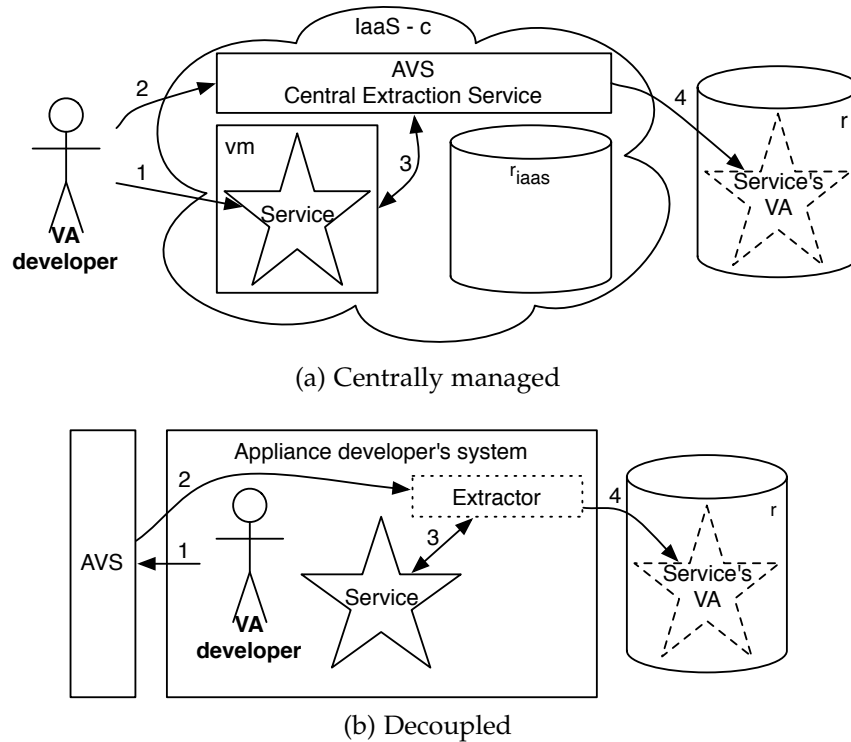 IaaS - c
AVS
Central Extraction Service
2
4
r
vm
1
3
r_iaas
Service
Service's
VA
VA
developer
(a) Centrally managed
Appliance developer's system
2
Extractor
4
r
1
3
AVS
Service
Service's
VA
VA
developer
(b) Decoupled